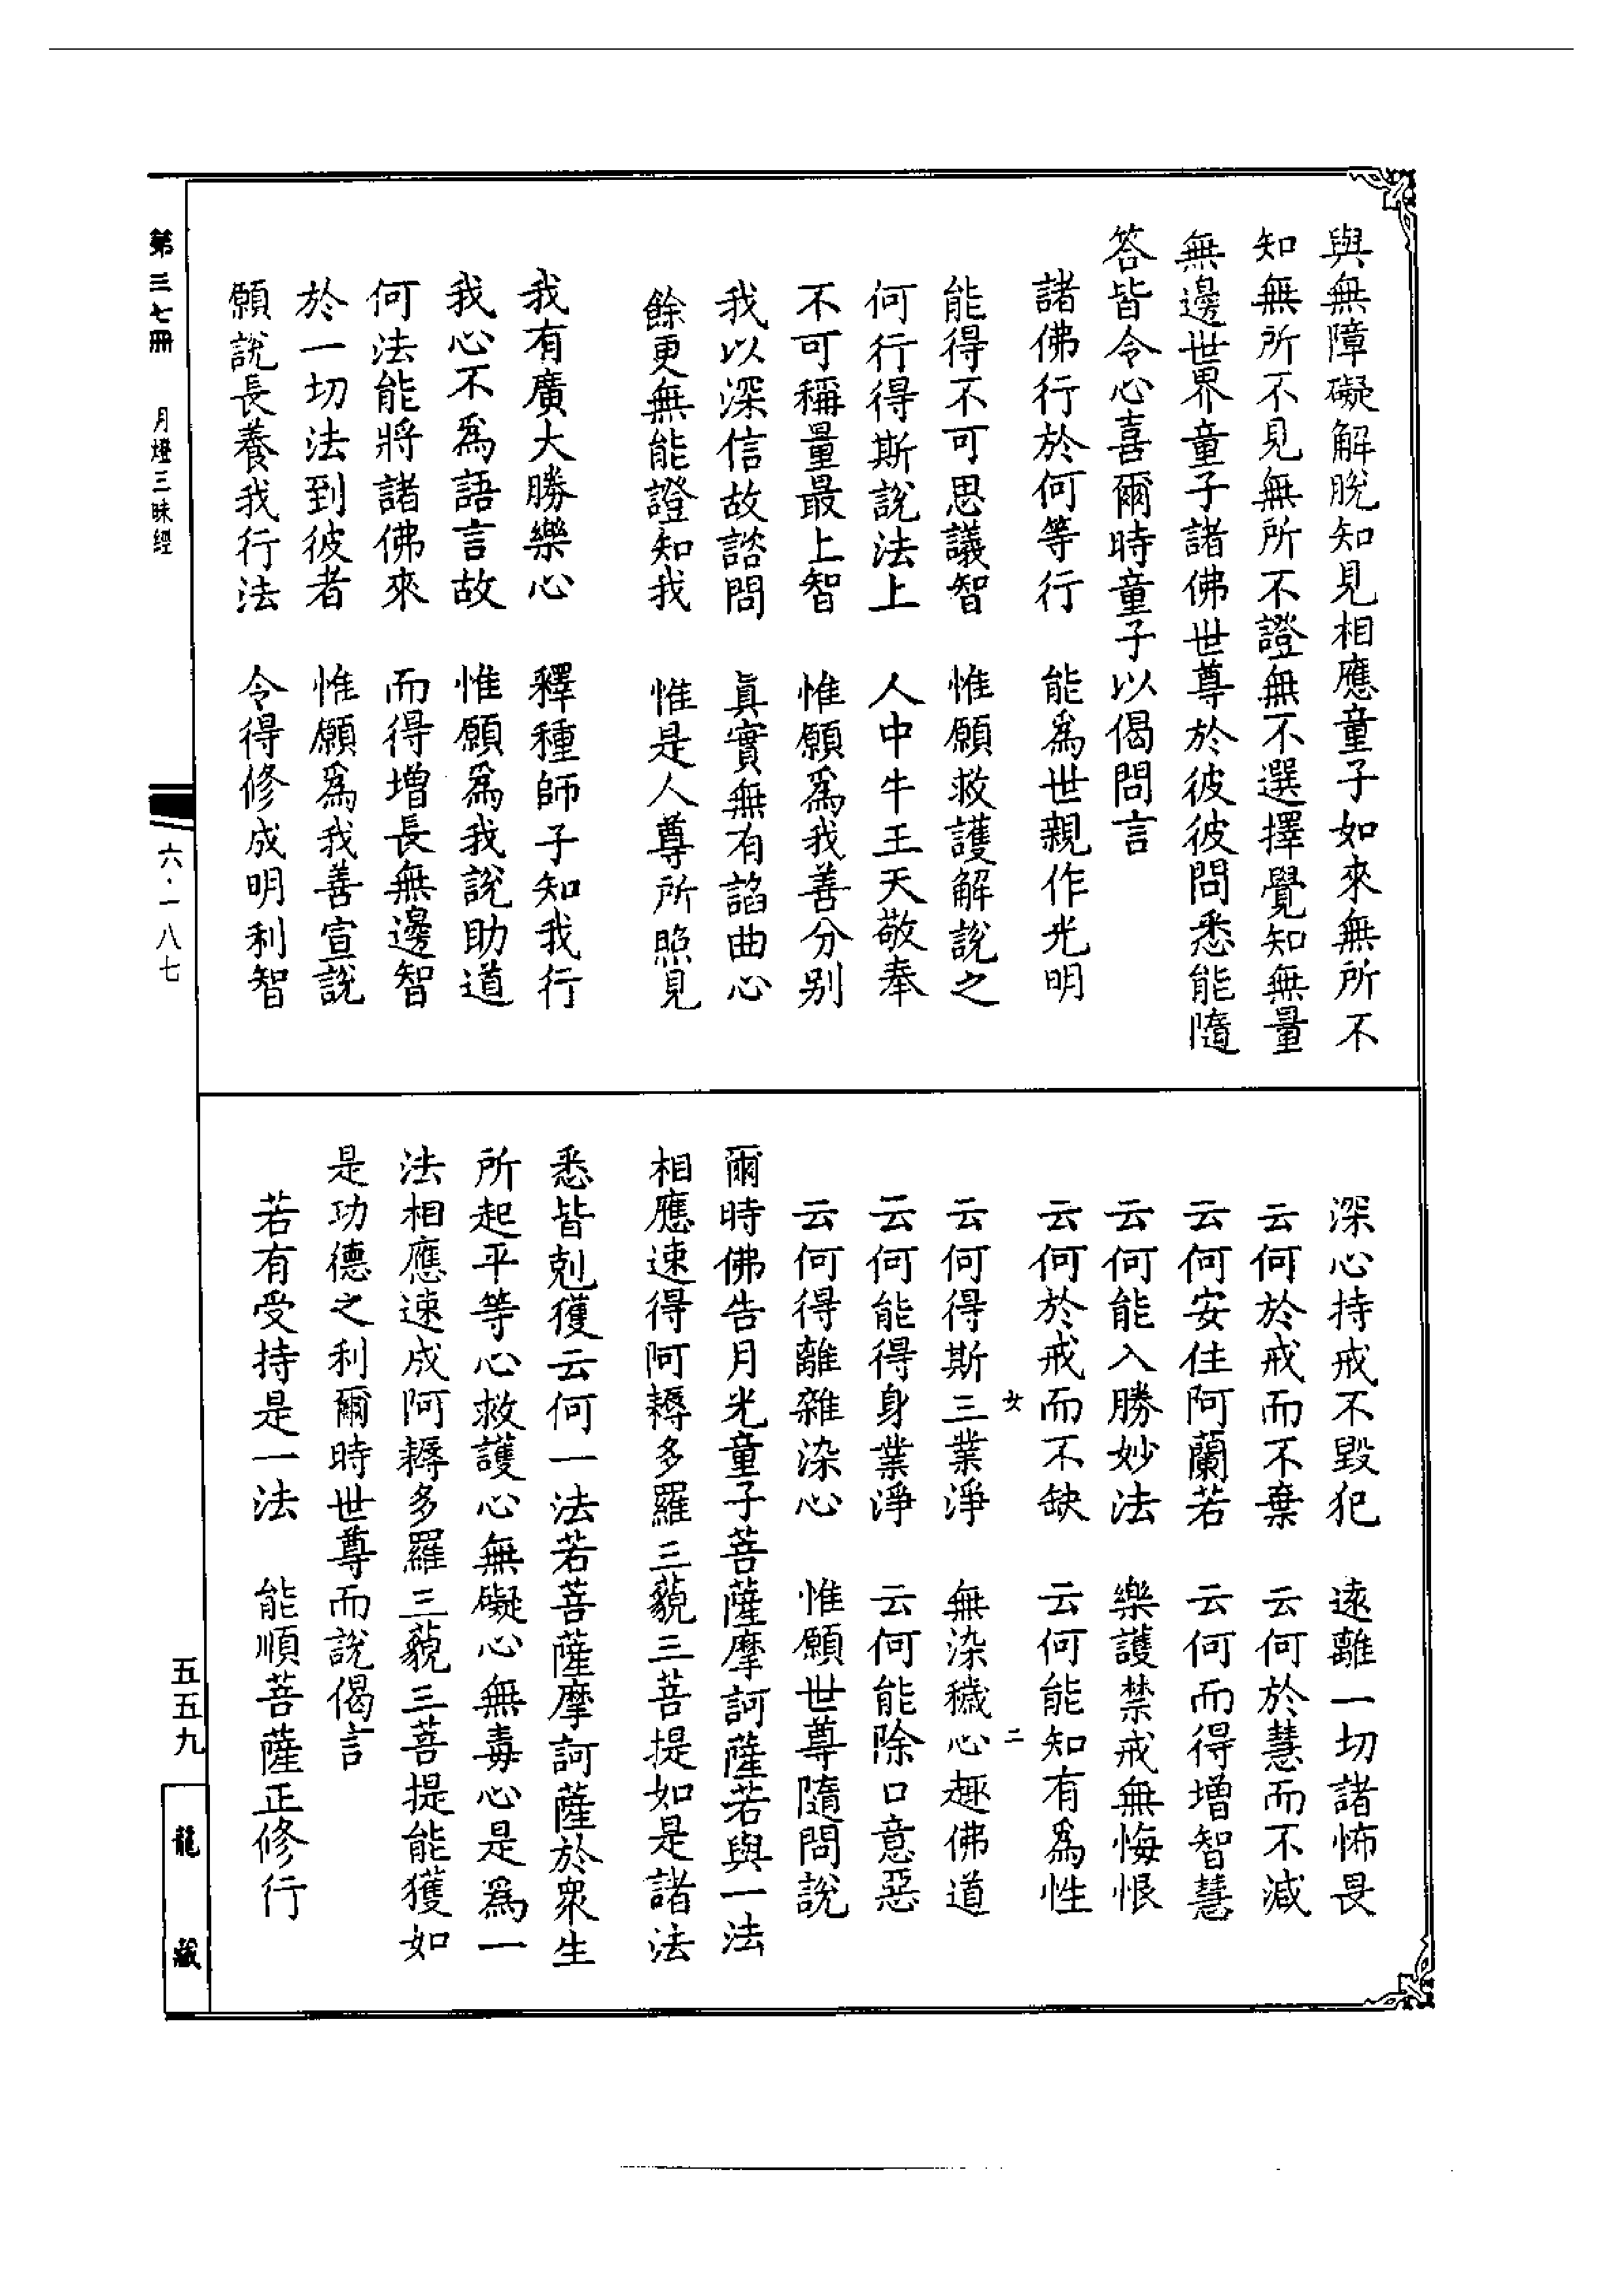 與無障礙解脫知見相應童子如來無所不
知無所不見無所不證無不選擇覺知無量
無邊世界童子諸佛世尊於彼彼問悉能隨
答皆令心喜爾時童子以偈問言
諸佛行於何等行　能爲世親作光明
能得不可思議智　惟願救護解說之
何行得斯說法上　人中牛王天敬奉
不可稱量最上智　惟願爲我善分别
我以深信故諮問　眞實無有諂曲心
餘更無能證知我　惟是人尊所照見
我有廣大勝樂心　釋種師子知我行
我心不爲語言故　惟願爲我說助道
何法能將諸佛來　而得增長無邊智
於一切法到彼者　惟願爲我善宣說
願說長養我行法　令得修成明利智
深心持戒不毀犯　遠離一切諸怖畏
云何於戒而不棄　云何於慧而不減
云何安住阿蘭若　云何而得增智慧
云何能入勝妙法　樂護禁戒無悔恨
云何於戒而不缺　云何能知有爲性
女　二
云何得斯三業淨　無染穢心趣佛道
云何能得身業淨　云何能除口意惡
云何得離雜染心　惟願世尊隨問說
爾時佛告月光童子菩薩摩訶薩若與一法
相應速得阿耨多羅三藐三菩提如是諸法
悉皆剋獲云何一法若菩薩摩訶薩於衆生
所起平等心救護心無礙心無毒心是爲一
法相應速成阿耨多羅三藐三菩提能獲如
是功德之利爾時世尊而說偈言
若有受持是一法　能順菩薩正修行
第三七冊　月燈三昧經
六·一八七
五五九
龍藏